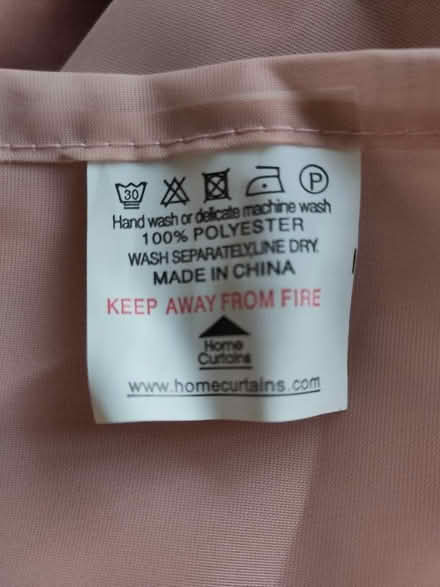 30 P
Hand wash or delicate machine wash
100% POLYESTER
WASH SEPARATELY,LINE DRY.
MADE IN CHINA
KEEP AWAY FROM FIRE
Home
Curtains
www.homecurtains.com